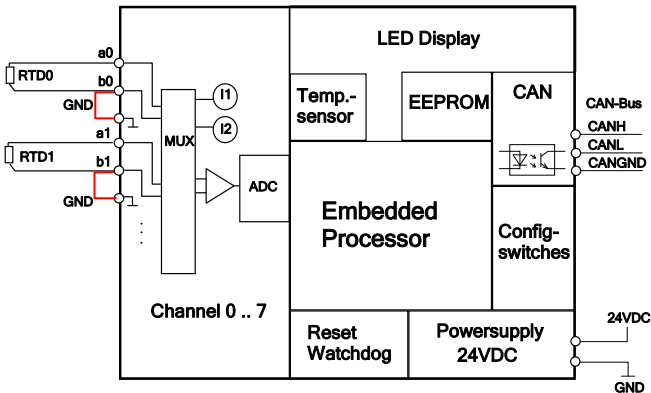 LED Display
a0
RTD0
b0
GND
a1
RTD1
b1
GND
MUX
I1
I2
ADC
Channel 0 .. 7
Temp.-
sensor
EEPROM
CAN
CAN-Bus
CANH
CANL
CANGND
Embedded
Processor
Config-
switches
Reset
Watchdog
Powersupply
24VDC
24VDC
GND